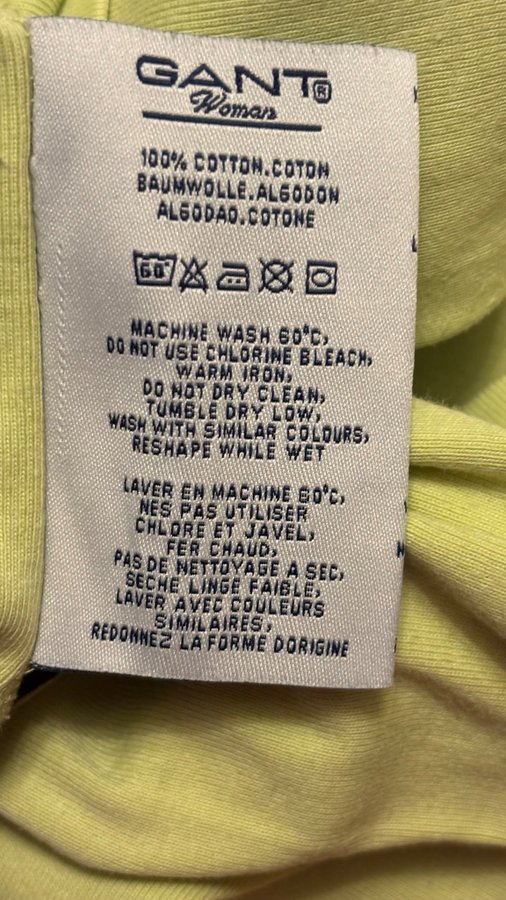 GANT®
Woman
100% COTTON.COTON
BAUMWOLLE.ALGODON
ALGODAO.COTONE
60°
MACHINE WASH 60°C,
DO NOT USE CHLORINE BLEACH,
WARM IRON,
DO NOT DRY CLEAN,
TUMBLE DRY LOW,
WASH WITH SIMILAR COLOURS,
RESHAPE WHILE WET
LAVER EN MACHINE 60°C,
NES PAS UTILISER
CHLORE ET JAVEL,
FER CHAUD,
PAS DE NETTOYAGE A SEC,
SECHE LINGE FAIBLE,
LAVER AVEC COULEURS
SIMILAIRES,
REDONNEZ LA FORME DORIGINE